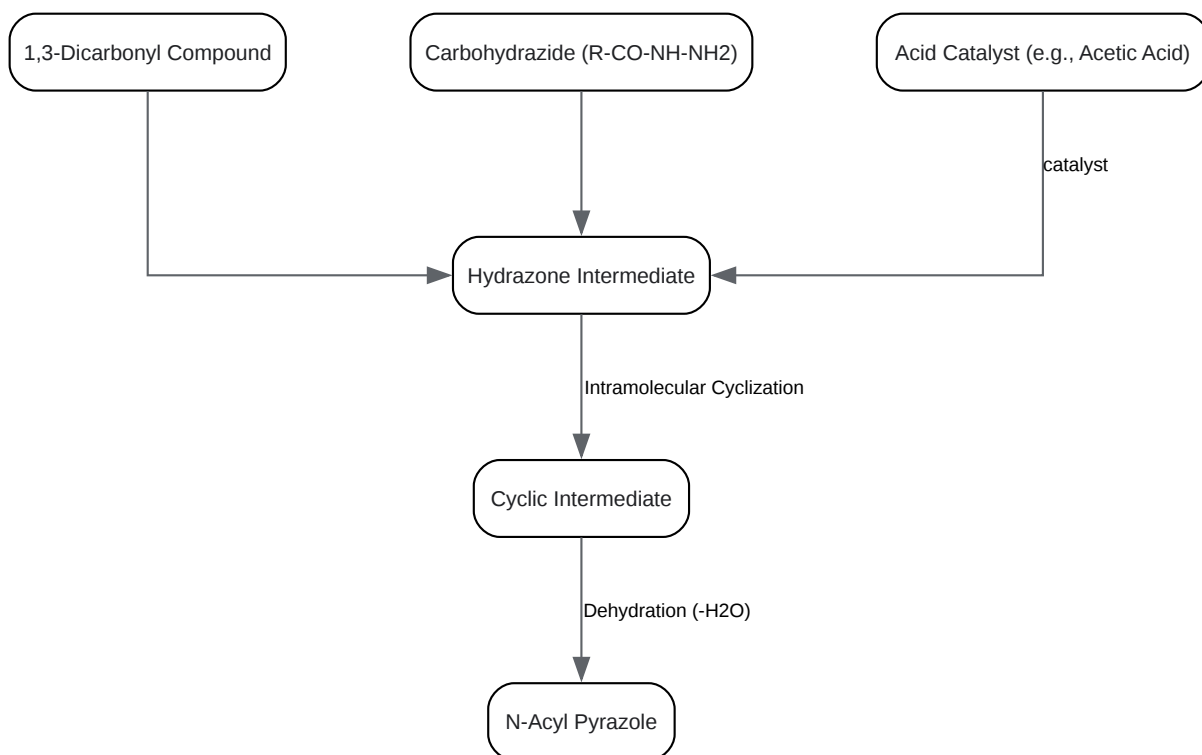 1,3-Dicarbonyl Compound
Carbohydrazide (R-CO-NH-NH2)
Acid Catalyst (e.g., Acetic Acid)
catalyst
Hydrazone Intermediate
Intramolecular Cyclization
Cyclic Intermediate
Dehydration (-H2O)
N-Acyl Pyrazole